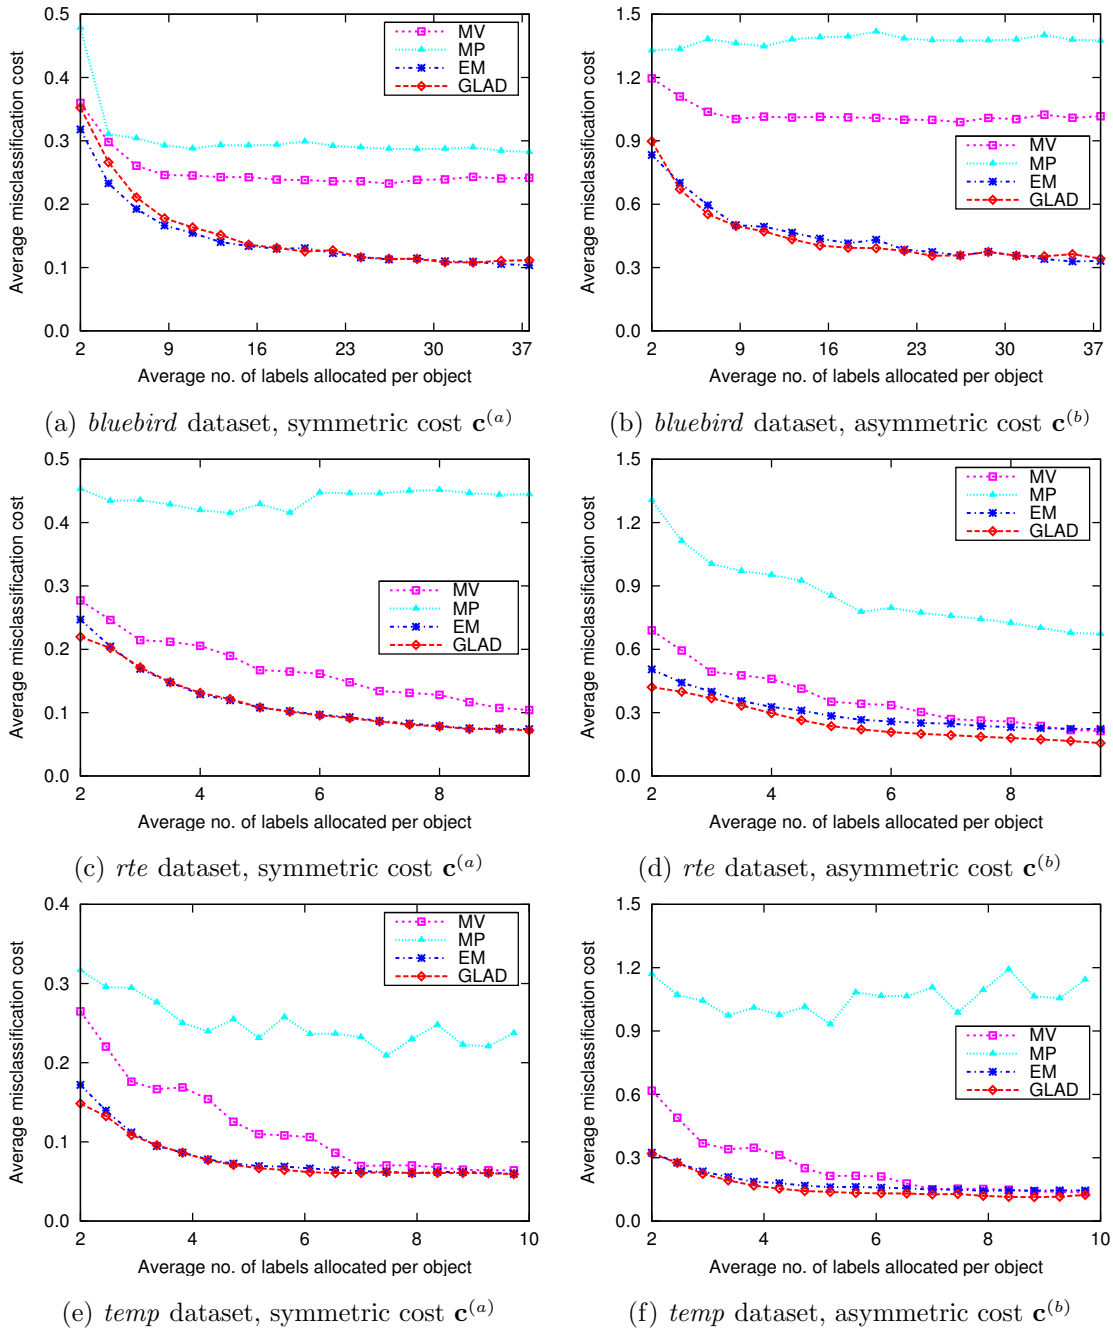 0.5
0.4
0.3
0.2
0.1
0.0
2 9 16 23 30 37
Average misclassification cost
Average no. of labels allocated per object
MV
MP
EM
GLAD
(a) bluebird dataset, symmetric cost c(a)
1.5
1.2
0.9
0.6
0.3
0.0
2 9 16 23 30 37
Average misclassification cost
Average no. of labels allocated per object
MV
MP
EM
GLAD
(b) bluebird dataset, asymmetric cost c(b)
0.5
0.4
0.3
0.2
0.1
0.0
2 4 6 8
Average misclassification cost
Average no. of labels allocated per object
MV
MP
EM
GLAD
(c) rte dataset, symmetric cost c(a)
1.5
1.2
0.9
0.6
0.3
0.0
2 4 6 8
Average misclassification cost
Average no. of labels allocated per object
MV
MP
EM
GLAD
(d) rte dataset, asymmetric cost c(b)
0.4
0.3
0.2
0.1
0.0
2 4 6 8 10
Average misclassification cost
Average no. of labels allocated per object
MV
MP
EM
GLAD
(e) temp dataset, symmetric cost c(a)
1.5
1.2
0.9
0.6
0.3
0.0
2 4 6 8 10
Average misclassification cost
Average no. of labels allocated per object
MV
MP
EM
GLAD
(f) temp dataset, asymmetric cost c(b)